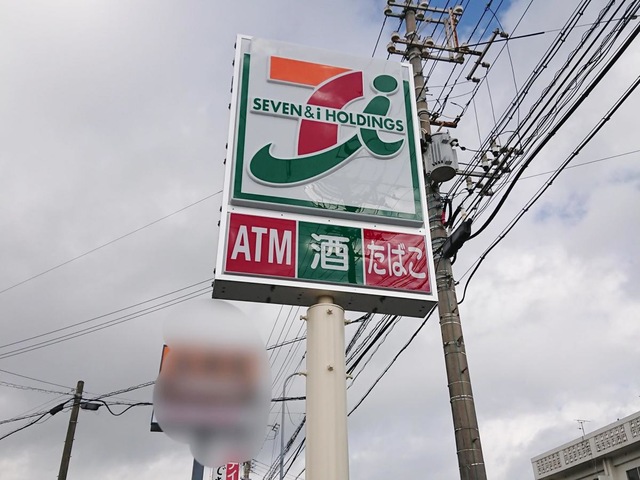 SEVEN & i HOLDINGS
ATM 酒 たばこ